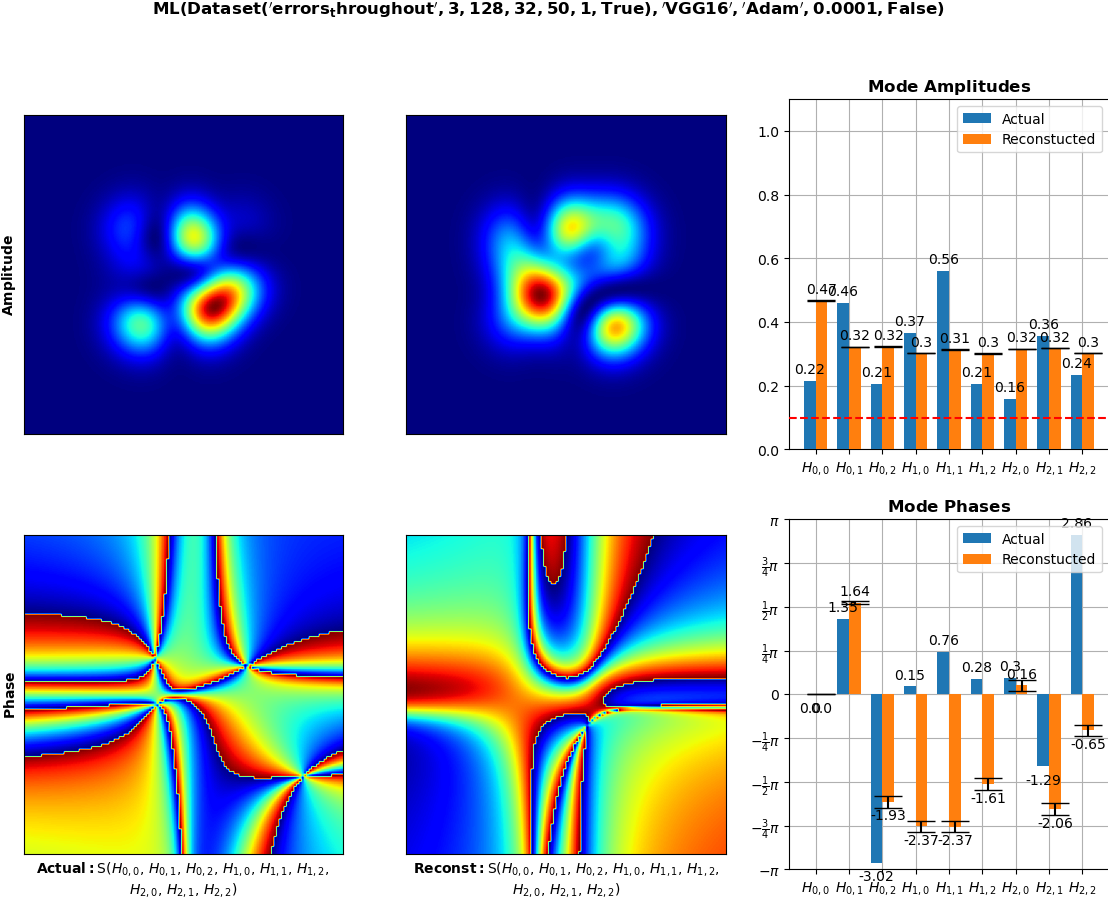 ML(Dataset('errors_throughout', 3, 128, 32, 50, 1, True), 'VGG16', 'Adam', 0.0001, False)
Amplitude
Mode Amplitudes
Actual
Reconstucted
1.0
0.8
0.6
0.4
0.2
0.0
0.22
0.47
0.46
0.32
0.21
0.32
0.37
0.3
0.56
0.31
0.21
0.3
0.16
0.32
0.36
0.32
0.24
0.3
H0,0 H0,1 H0,2 H1,0 H1,1 H1,2 H2,0 H2,1 H2,2
Phase
Actual: S(H0,0, H0,1, H0,2, H1,0, H1,1, H1,2,
H2,0, H2,1, H2,2)
Reconst: S(H0,0, H0,1, H0,2, H1,0, H1,1, H1,2,
H2,0, H2,1, H2,2)
Mode Phases
Actual
Reconstucted
π
3/4π
1/2π
1/4π
0
−1/4π
−1/2π
−3/4π
−π
0.0
0.0
1.35
1.64
-3.02
-1.93
0.15
-2.37
0.76
-2.37
0.28
-1.61
0.3
0.16
-1.29
-2.06
2.86
-0.65
H0,0 H0,1 H0,2 H1,0 H1,1 H1,2 H2,0 H2,1 H2,2